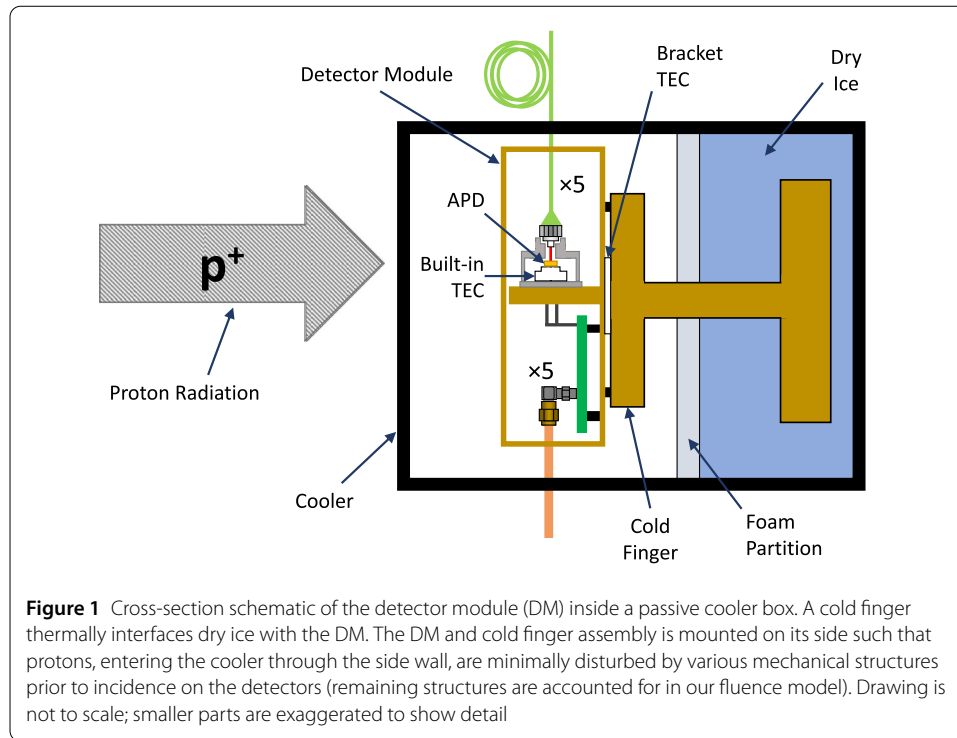 Detector Module
Bracket
TEC
Dry
Ice
×5
APD
Built-in
TEC
p⁺
×5
Proton Radiation
Cooler
Cold
Finger
Foam
Partition
Figure 1 Cross-section schematic of the detector module (DM) inside a passive cooler box. A cold finger
thermally interfaces dry ice with the DM. The DM and cold finger assembly is mounted on its side such that
protons, entering the cooler through the side wall, are minimally disturbed by various mechanical structures
prior to incidence on the detectors (remaining structures are accounted for in our fluence model). Drawing is
not to scale; smaller parts are exaggerated to show detail